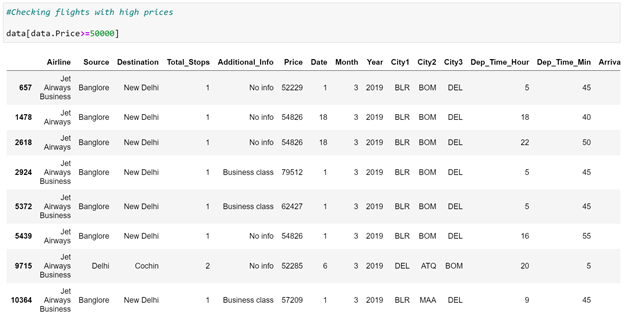 #Checking flights with high prices
data[data.Price>=50000]
Airline Source Destination Total_Stops Additional_Info Price Date Month Year City1 City2 City3 Dep_Time_Hour Dep_Time_Min Arriva
657 Jet Airways Business Banglore New Delhi 1 No info 52229 1 3 2019 BLR BOM DEL 5 45
1478 Jet Airways Banglore New Delhi 1 No info 54826 18 3 2019 BLR BOM DEL 18 40
2618 Jet Airways Banglore New Delhi 1 No info 54826 18 3 2019 BLR BOM DEL 22 50
2924 Jet Airways Business Banglore New Delhi 1 Business class 79512 1 3 2019 BLR BOM DEL 5 45
5372 Jet Airways Business Banglore New Delhi 1 Business class 62427 1 3 2019 BLR BOM DEL 5 45
5439 Jet Airways Banglore New Delhi 1 No info 54826 1 3 2019 BLR BOM DEL 16 55
9715 Jet Airways Business Delhi Cochin 2 No info 52285 6 3 2019 DEL ATQ BOM 20 5
10364 Jet Airways Business Banglore New Delhi 1 Business class 57209 1 3 2019 BLR MAA DEL 9 45